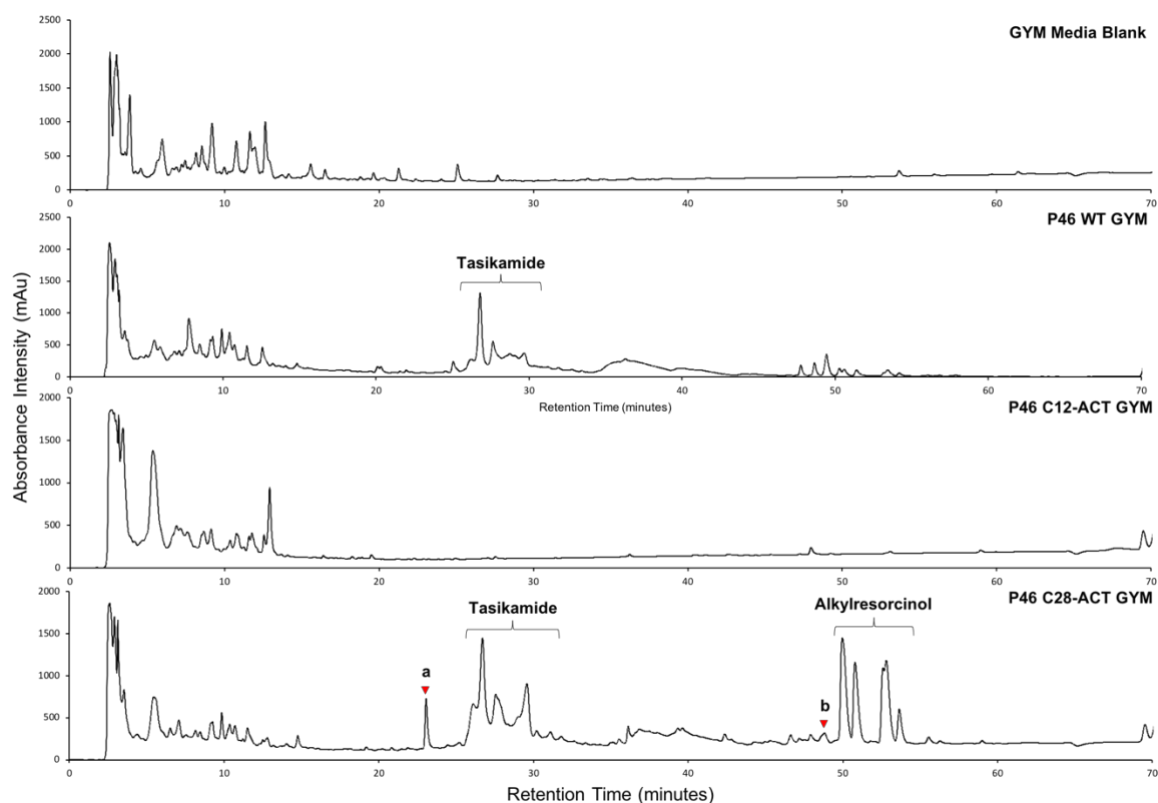 GYM Media Blank
2500
2000
1500
1000
500
0
0 10 20 30 40 50 60 70
P46 WT GYM
2500
2000
1500
1000
500
0
Tasikamide
0 10 20 30 40 50 60 70
Retention Time (minutes)
P46 C12-ACT GYM
2000
1500
1000
500
0
0 10 20 30 40 50 60 70
P46 C28-ACT GYM
2000
1500
1000
500
0
a
Tasikamide
b
Alkylresorcinol
0 10 20 30 40 50 60 70
Retention Time (minutes)
Absorbance Intensity (mAu)